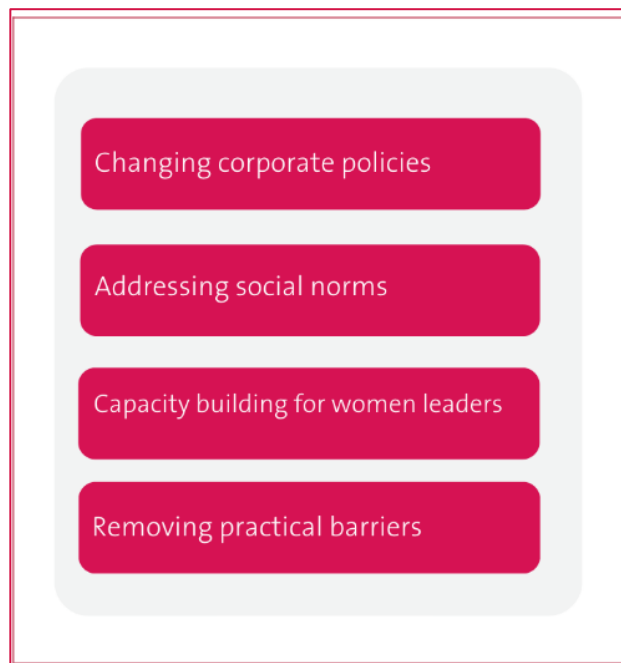 Changing corporate policies
Addressing social norms
Capacity building for women leaders
Removing practical barriers